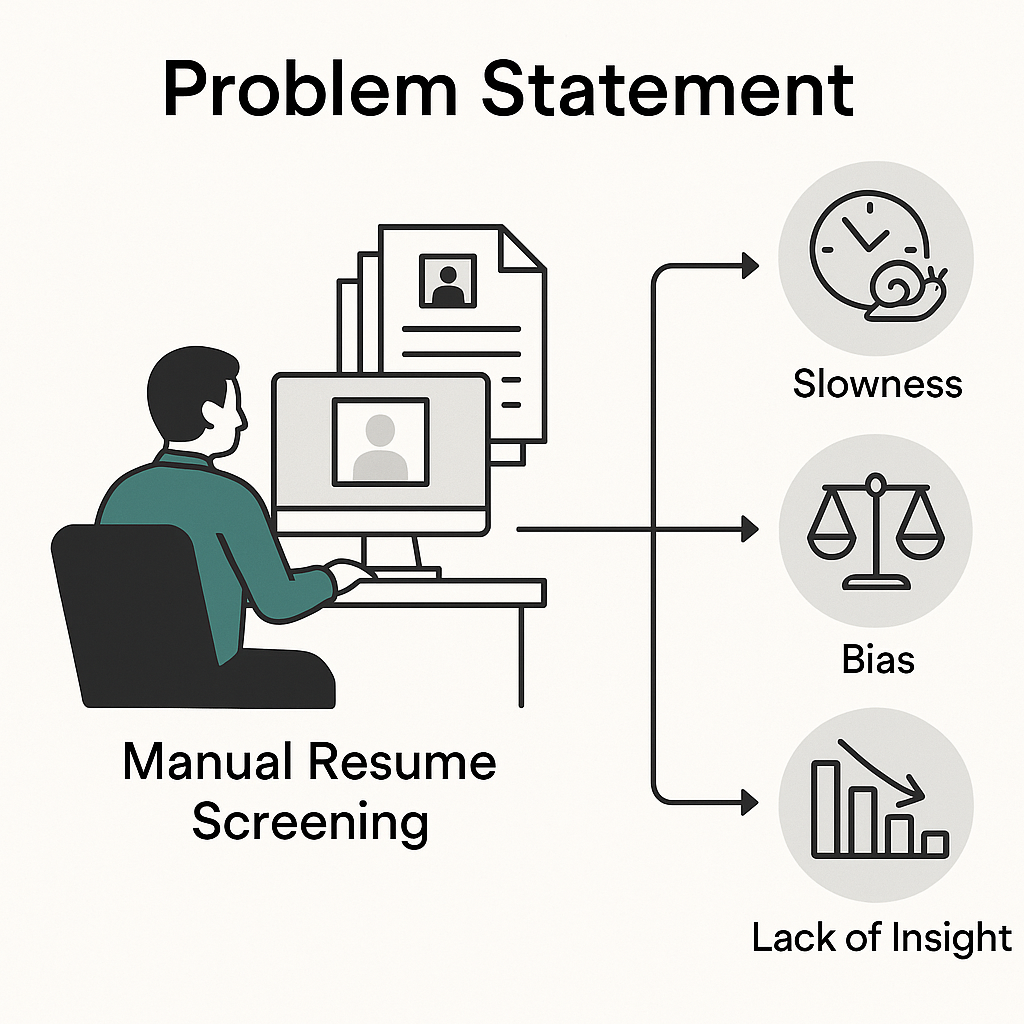 Problem Statement
Slowness
Bias
Manual Resume
Screening
Lack of Insight